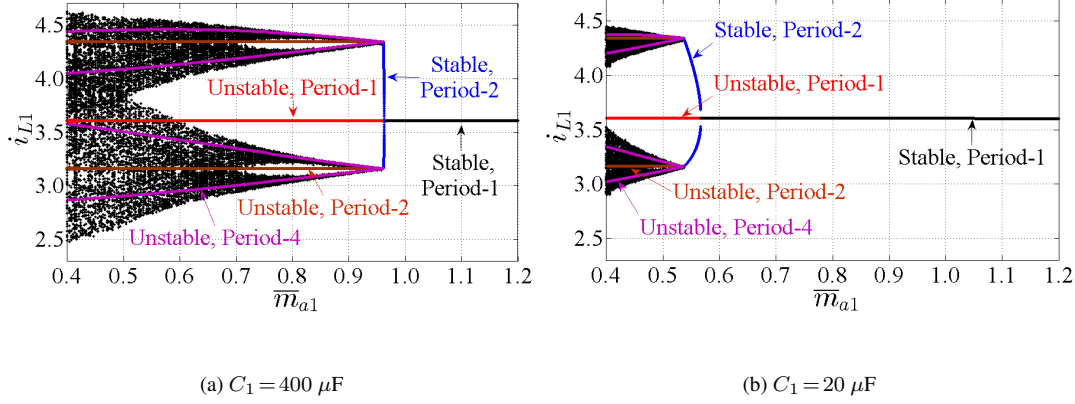 4.5
4.0
3.5
3.0
2.5
i_{L1}
Stable,
Period-2
Unstable, Period-1
Stable,
Period-1
Unstable, Period-2
Unstable, Period-4
0.4 0.5 0.6 0.7 0.8 0.9 1.0 1.1 1.2
m̅_{a1}
(a) C₁ = 400 μF
4.5
4.0
3.5
3.0
2.5
i_{L1}
Stable, Period-2
Unstable, Period-1
Stable, Period-1
Unstable, Period-2
Unstable, Period-4
0.4 0.5 0.6 0.7 0.8 0.9 1.0 1.1 1.2
m̅_{a1}
(b) C₁ = 20 μF